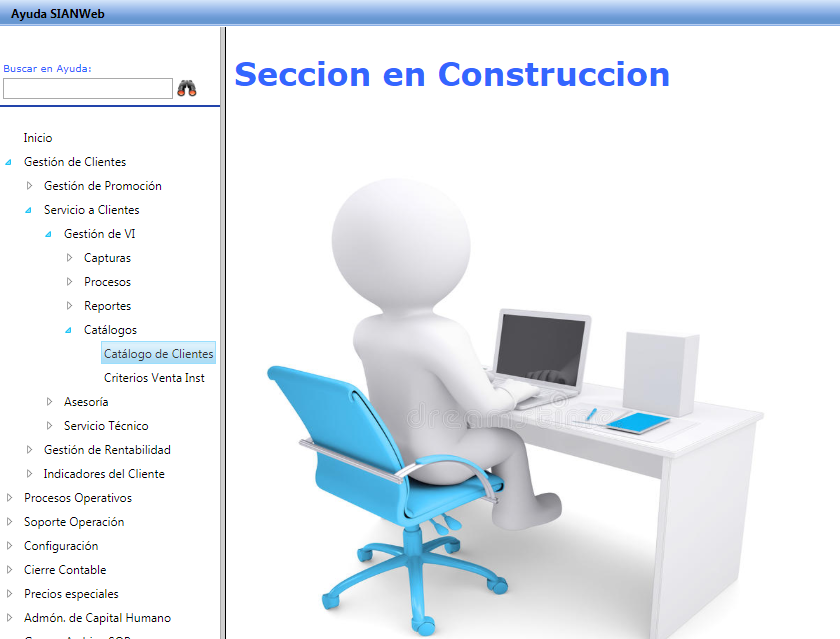 Ayuda SIANWeb
Buscar en Ayuda:
Seccion en Construccion
Inicio
Gestión de Clientes
Gestión de Promoción
Servicio a Clientes
Gestión de VI
Capturas
Procesos
Reportes
Catálogos
Catálogo de Clientes
Criterios Venta Inst
Asesoría
Servicio Técnico
Gestión de Rentabilidad
Indicadores del Cliente
Procesos Operativos
Soporte Operación
Configuración
Cierre Contable
Precios especiales
Admón. de Capital Humano